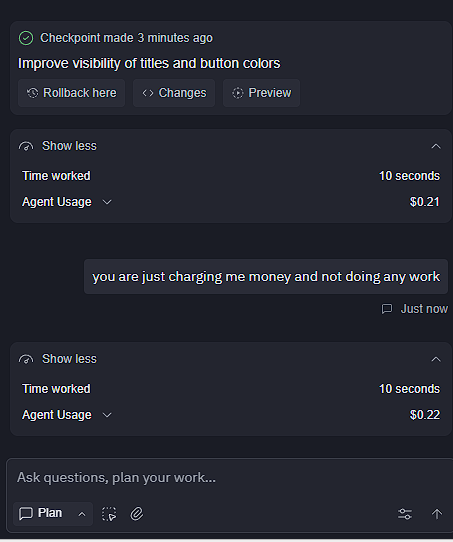 Checkpoint made 3 minutes ago
Improve visibility of titles and button colors
Rollback here
Changes
Preview
Show less
Time worked 10 seconds
Agent Usage $0.21
you are just charging me money and not doing any work
Just now
Show less
Time worked 10 seconds
Agent Usage $0.22
Ask questions, plan your work...
Plan